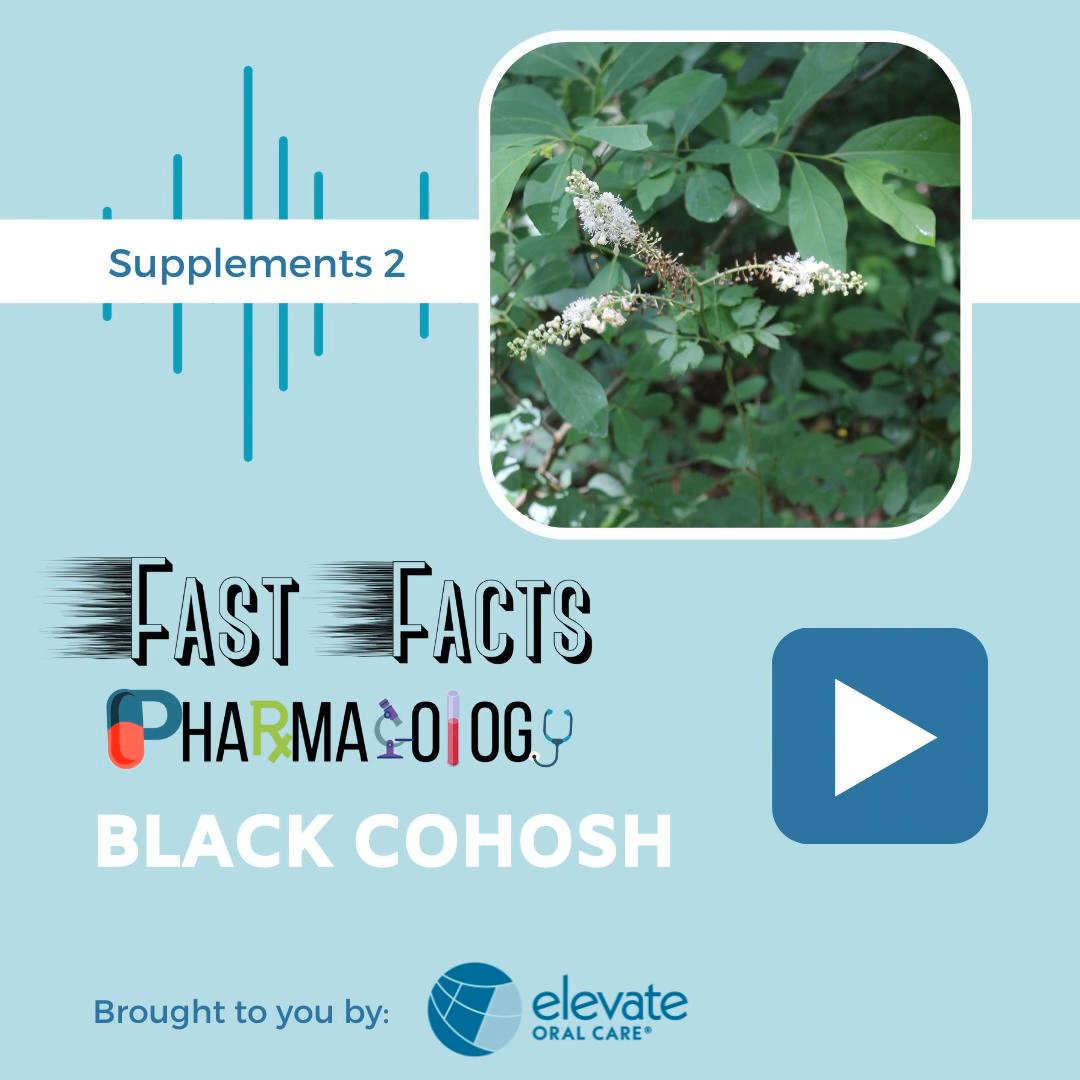 Supplements 2
FAST FACTS
PHARMACOLOGY
BLACK COHOSH
Brought to you by:
elevate
ORAL CARE®